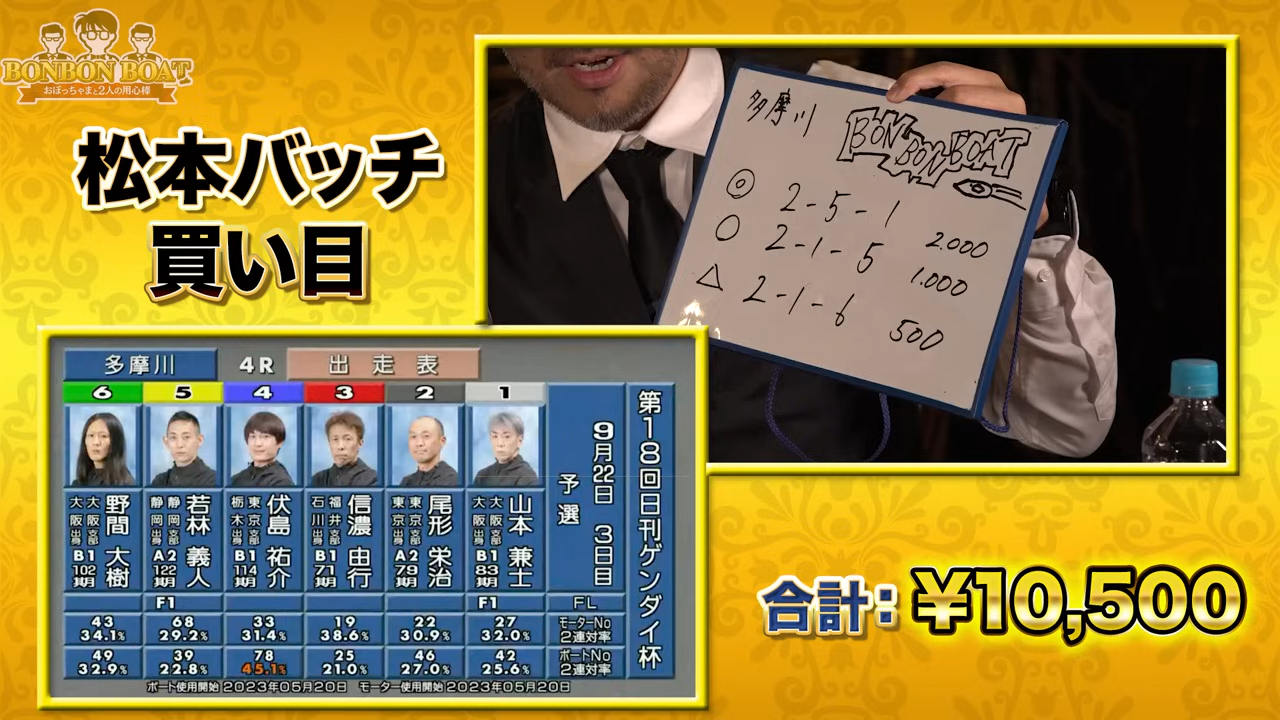 BONBON BOAT
おぼっちゃまと2人の用心棒
松本バッチ
買い目
多摩川
BON BON BOAT
◎ 2-5-1 2.000
○ 2-1-5 1.000
△ 2-1-6 500
多摩川 4R 出走表
6 5 4 3 2 1
第18回日刊ゲンダイ杯
9月22日 3日目
予選
山本 兼士
大阪支部
大阪出身
B1
83期
尾形 栄治
東京支部
東京出身
A2
79期
信濃 由行
福井支部
石川出身
B1
71期
伏島 祐介
東京支部
栃木出身
B1
114期
若林 義人
静岡支部
静岡出身
A2
122期
野間 大樹
大阪支部
大阪出身
B1
102期
F1 F1 FL
43 68 33 19 22 27 モーターNo
34.1% 29.2% 31.4% 38.6% 30.9% 32.0% 2連対率
49 39 78 25 46 42 ボートNo
32.9% 22.8% 45.1% 21.0% 27.0% 25.6% 2連対率
ボート使用開始2023年05月20日 モーター使用開始2023年05月20日
合計:¥10,500